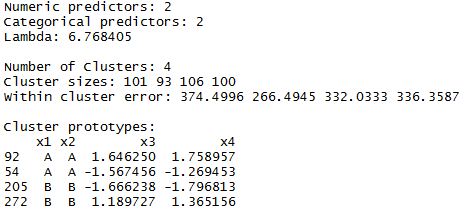 Numeric predictors: 2
Categorical predictors: 2
Lambda: 6.768405
Number of Clusters: 4
Cluster sizes: 101 93 106 100
Within cluster error: 374.4996 266.4945 332.0333 336.3587
Cluster prototypes:
x1 x2 x3 x4
92 A A 1.646250 1.758957
54 A A -1.567456 -1.269453
205 B B -1.666238 -1.796813
272 B B 1.189727 1.365156